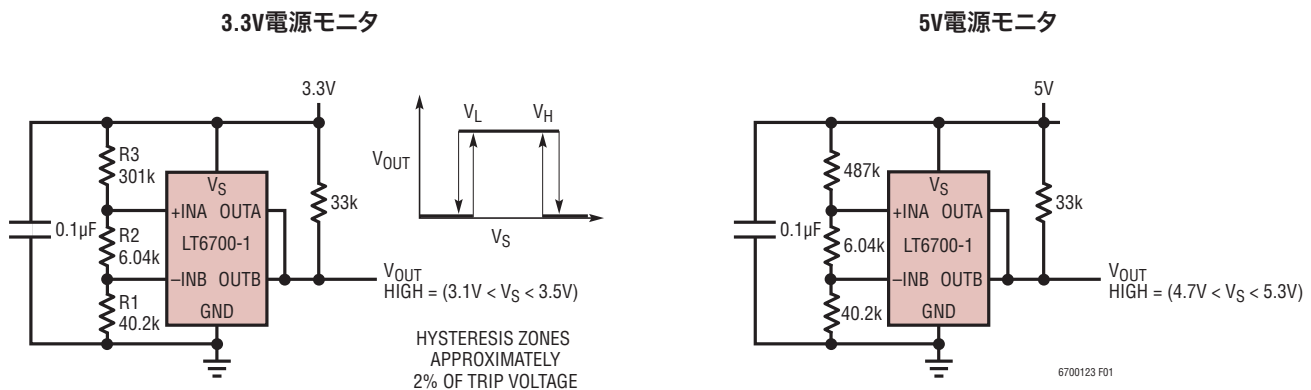 3.3V電源モニタ
3.3V
R3
301k
VS
+INA OUTA
33k
0.1µF
R2
6.04k
LT6700-1
–INB OUTB
R1
40.2k
GND
VOUT
HIGH = (3.1V < VS < 3.5V)
VL VH
VOUT
VS
HYSTERESIS ZONES
APPROXIMATELY
2% OF TRIP VOLTAGE
5V電源モニタ
5V
487k
VS
+INA OUTA
33k
0.1µF
6.04k
LT6700-1
–INB OUTB
40.2k
GND
VOUT
HIGH = (4.7V < VS < 5.3V)
6700123 F01